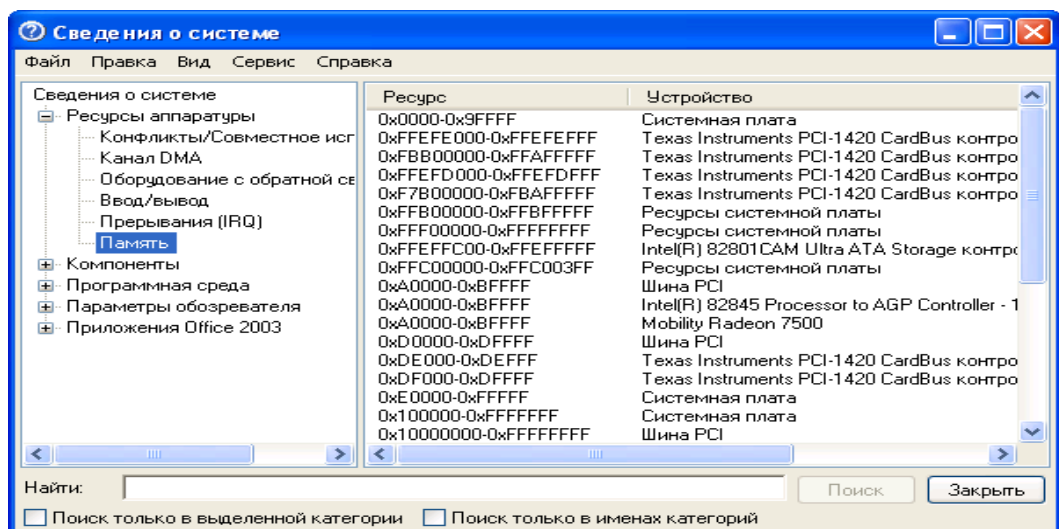 Сведения о системе
Файл Правка Вид Сервис Справка
Сведения о системе
Ресурсы аппаратуры
Конфликты/Совместное исп
Канал DMA
Оборудование с обратной св
Ввод/вывод
Прерывания (IRQ)
Память
Компоненты
Программная среда
Параметры обозревателя
Приложения Office 2003
Ресурс Устройство
0x0000-0x9FFFF Системная плата
0xFFEFE000-0xFFEFEFFF Texas Instruments PCI-1420 CardBus контро
0xFBB00000-0xFFAFFFFF Texas Instruments PCI-1420 CardBus контро
0xFFEFD000-0xFFEFDFFF Texas Instruments PCI-1420 CardBus контро
0xF7B00000-0xFBAFFFFF Texas Instruments PCI-1420 CardBus контро
0xFFB00000-0xFFBFFFFF Ресурсы системной платы
0xFFF00000-0xFFFFFFFF Ресурсы системной платы
0xFFEFFC00-0xFFEFFFFF Intel(R) 82801CAM Ultra ATA Storage контро
0xFFC00000-0xFFC003FF Ресурсы системной платы
0xA0000-0xBFFFF Шина PCI
0xA0000-0xBFFFF Intel(R) 82845 Processor to AGP Controller - 1
0xA0000-0xBFFFF Mobility Radeon 7500
0xD0000-0xDFFFF Шина PCI
0xDE000-0xDEFFF Texas Instruments PCI-1420 CardBus контро
0xDF000-0xDFFFF Texas Instruments PCI-1420 CardBus контро
0xE0000-0xFFFFF Системная плата
0x100000-0xFFFFFFF Системная плата
0x10000000-0xFFFFFFFF Шина PCI
Найти: Поиск Закрыть
Поиск только в выделенной категории Поиск только в именах категорий